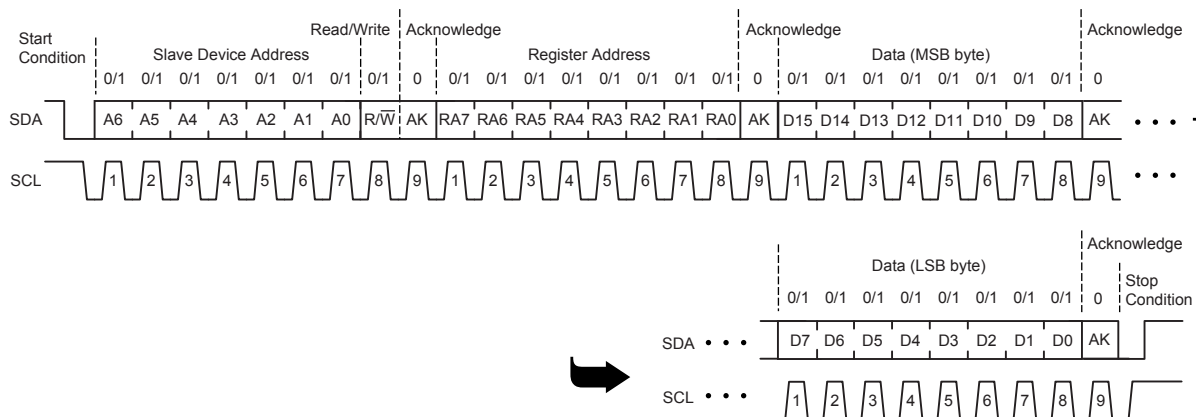 Read/Write Acknowledge Acknowledge Acknowledge
Start Condition Slave Device Address Register Address Data (MSB byte)
0/1 0/1 0/1 0/1 0/1 0/1 0/1 0/1 0 0/1 0/1 0/1 0/1 0/1 0/1 0/1 0/1 0 0/1 0/1 0/1 0/1 0/1 0/1 0/1 0/1 0
SDA A6 A5 A4 A3 A2 A1 A0 R/W̅ AK RA7 RA6 RA5 RA4 RA3 RA2 RA1 RA0 AK D15 D14 D13 D12 D11 D10 D9 D8 AK • • • •
SCL 1 2 3 4 5 6 7 8 9 1 2 3 4 5 6 7 8 9 1 2 3 4 5 6 7 8 9 • • •
Acknowledge
Data (LSB byte)
Stop Condition
0/1 0/1 0/1 0/1 0/1 0/1 0/1 0/1 0
SDA • • • D7 D6 D5 D4 D3 D2 D1 D0 AK
SCL • • • 1 2 3 4 5 6 7 8 9